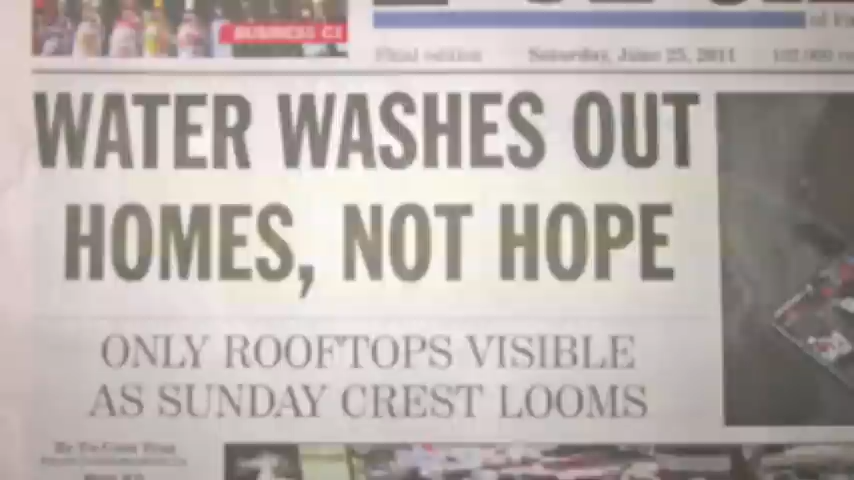 BUSINESS C1
Final edition Saturday, June 25, 2011
WATER WASHES OUT
HOMES, NOT HOPE
ONLY ROOFTOPS VISIBLE
AS SUNDAY CREST LOOMS